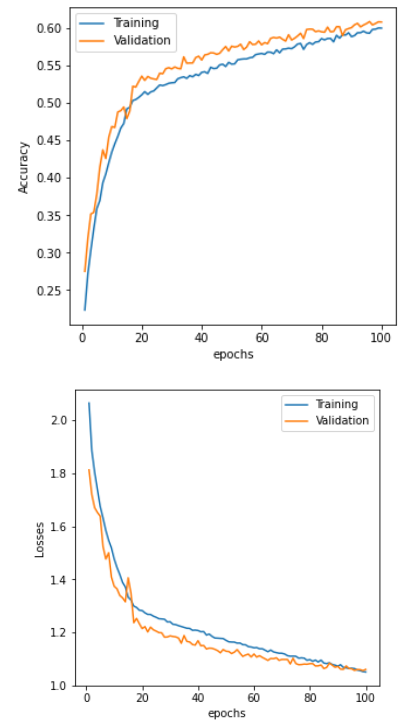 Training
Validation
0.60
0.55
0.50
0.45
0.40
0.35
0.30
0.25
Accuracy
0 20 40 60 80 100
epochs
Training
Validation
2.0
1.8
1.6
1.4
1.2
1.0
Losses
0 20 40 60 80 100
epochs